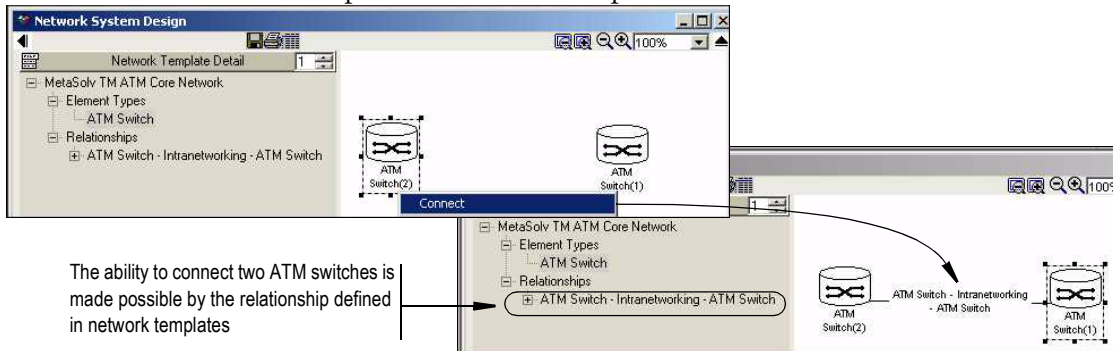 Network System Design
100%
Network Template Detail
1
MetaSolv TM ATM Core Network
Element Types
ATM Switch
Relationships
ATM Switch - Intranetworking - ATM Switch
ATM
Switch(2)
ATM
Switch(1)
Connect
100%
1
MetaSolv TM ATM Core Network
Element Types
ATM Switch
Relationships
ATM Switch - Intranetworking - ATM Switch
ATM
Switch(2)
ATM Switch - Intranetworking
- ATM Switch
ATM
Switch(1)
The ability to connect two ATM switches is
made possible by the relationship defined
in network templates